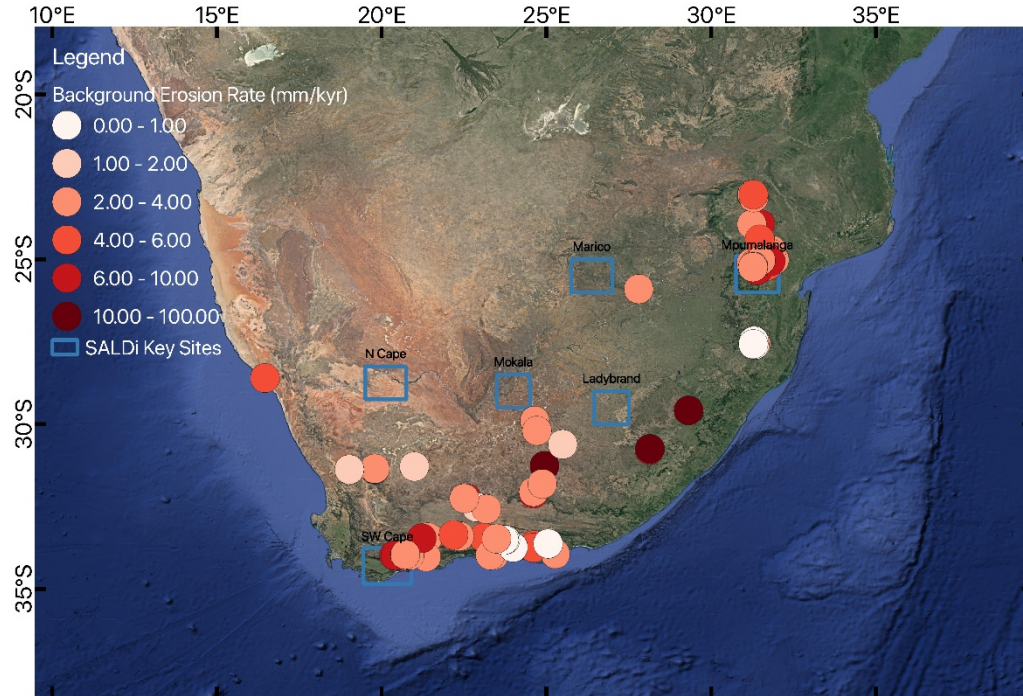 10°E 15°E 20°E 25°E 30°E 35°E
Legend
Background Erosion Rate (mm/kyr)
0.00 - 1.00
1.00 - 2.00
2.00 - 4.00
4.00 - 6.00
6.00 - 10.00
10.00 - 100.00
SALDi Key Sites
20°S
25°S
30°S
35°S
Marico
Mpumalanga
N Cape
Mokala
Ladybrand
SW Cape